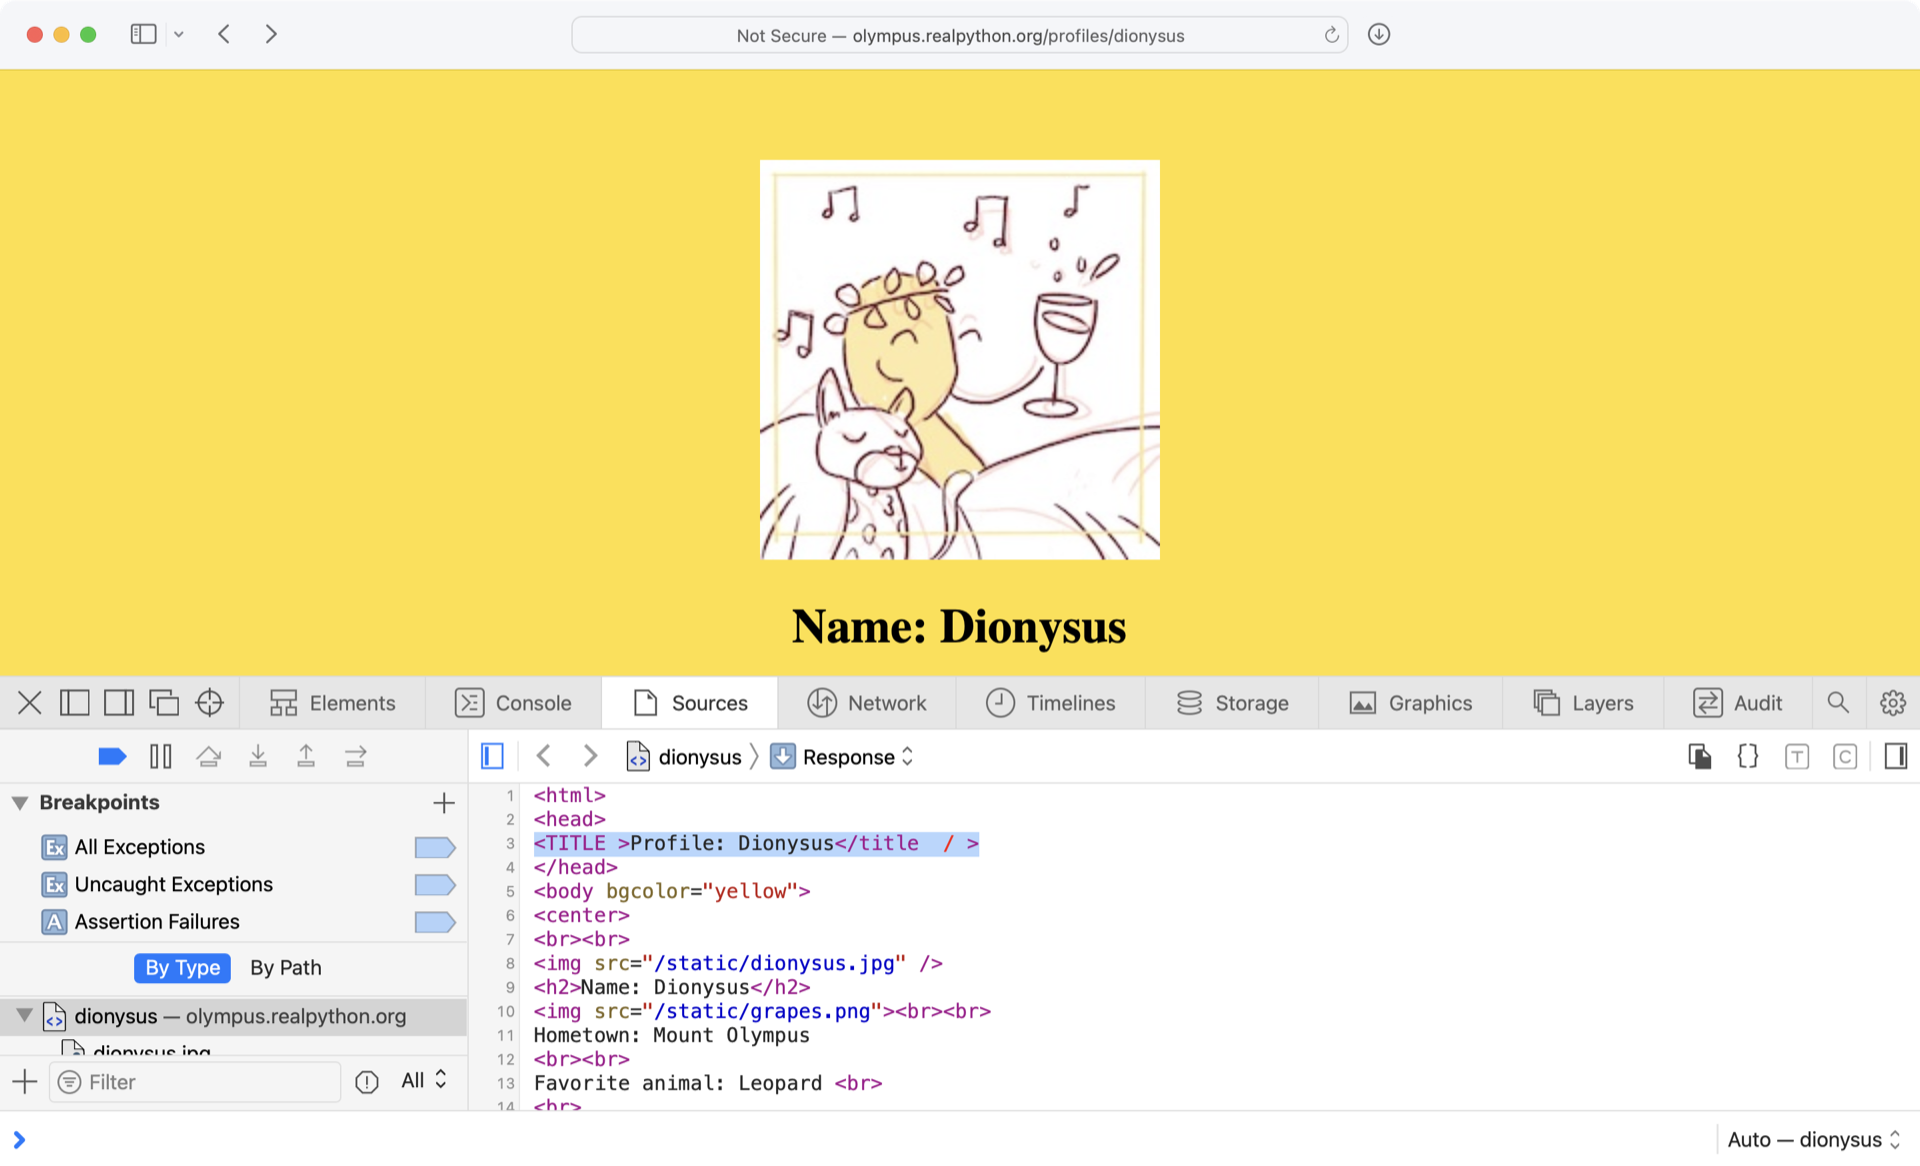 Not Secure — olympus.realpython.org/profiles/dionysus
Name: Dionysus
Elements
Console
Sources
Network
Timelines
Storage
Graphics
Layers
Audit
dionysus
Response
T
C
Breakpoints
Ex All Exceptions
Ex Uncaught Exceptions
A Assertion Failures
By Type By Path
dionysus — olympus.realpython.org
dionysus.jpg
Filter
All
1 <html>
2 <head>
3 <TITLE >Profile: Dionysus</title  / >
4 </head>
5 <body bgcolor="yellow">
6 <center>
7 <br><br>
8 <img src="/static/dionysus.jpg" />
9 <h2>Name: Dionysus</h2>
10 <img src="/static/grapes.png"><br><br>
11 Hometown: Mount Olympus
12 <br><br>
13 Favorite animal: Leopard <br>
14 <br>
Auto — dionysus